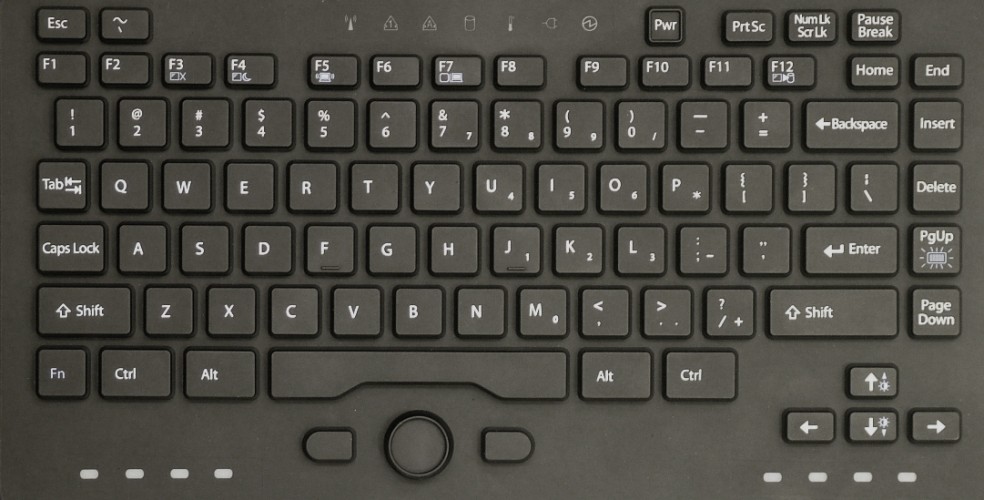 Esc ~ ` Pwr Prt Sc Num Lk Scr Lk Pause Break
F1 F2 F3 F4 F5 F6 F7 F8 F9 F10 F11 F12 Home End
! 1 @ 2 # 3 $ 4 % 5 ^ 6 & 7 7 * 8 8 ( 9 9 ) 0 / — - + = ←Backspace Insert
Tab Q W E R T Y U 4 I 5 O 6 P * { [ } ] ¦ \ Delete
Caps Lock A S D F G H J 1 K 2 L 3 : ; - " ' ↵ Enter PgUp
⇧ Shift Z X C V B N M 0 < , > . . ? / + ⇧ Shift Page Down
Fn Ctrl Alt Alt Ctrl ↑
← ↓ →